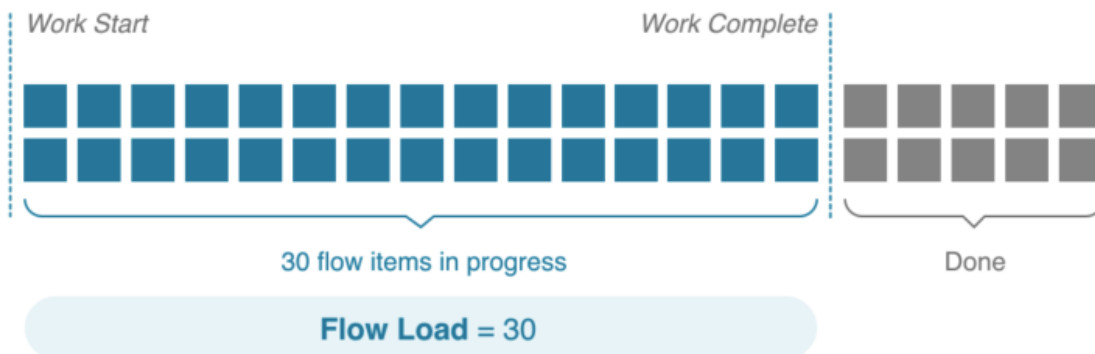 Work Start
Work Complete
30 flow items in progress
Done
Flow Load = 30